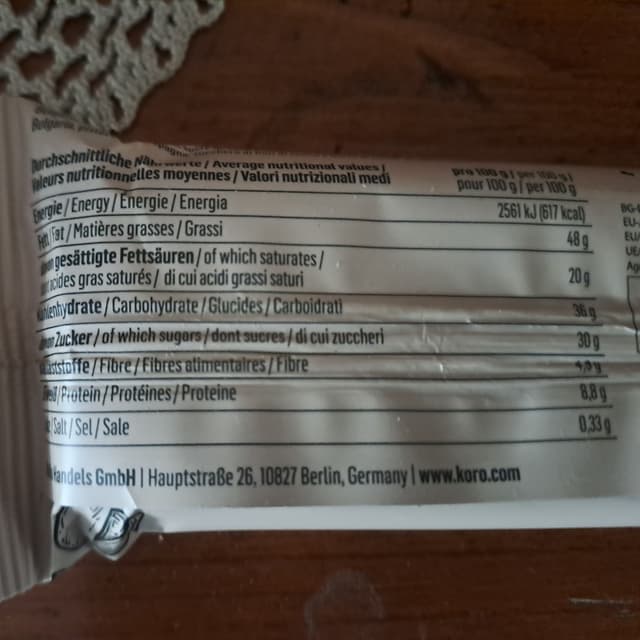 Durchschnittliche / Average nutritional values /
Valeurs nutritionnelles moyennes / Valori nutrizionali medi
pro 100 g / per 100 g /
pour 100 g / per 100 g
Energie / Energy / Énergie / Energia 2561 kJ (617 kcal)
Fett / Fat / Matières grasses / Grassi 48 g
gesättigte Fettsäuren / of which saturates /
acides gras saturés / di cui acidi grassi saturi 20 g
Kohlenhydrate / Carbohydrate / Glucides / Carboidrati 36 g
Zucker / of which sugars / dont sucres / di cui zuccheri 30 g
Ballaststoffe / Fibre / Fibres alimentaires / Fibre
Protein / Protéines / Proteine 8,8 g
Salt / Sel / Sale 0,33 g
Handels GmbH | Hauptstraße 26, 10827 Berlin, Germany | www.koro.com